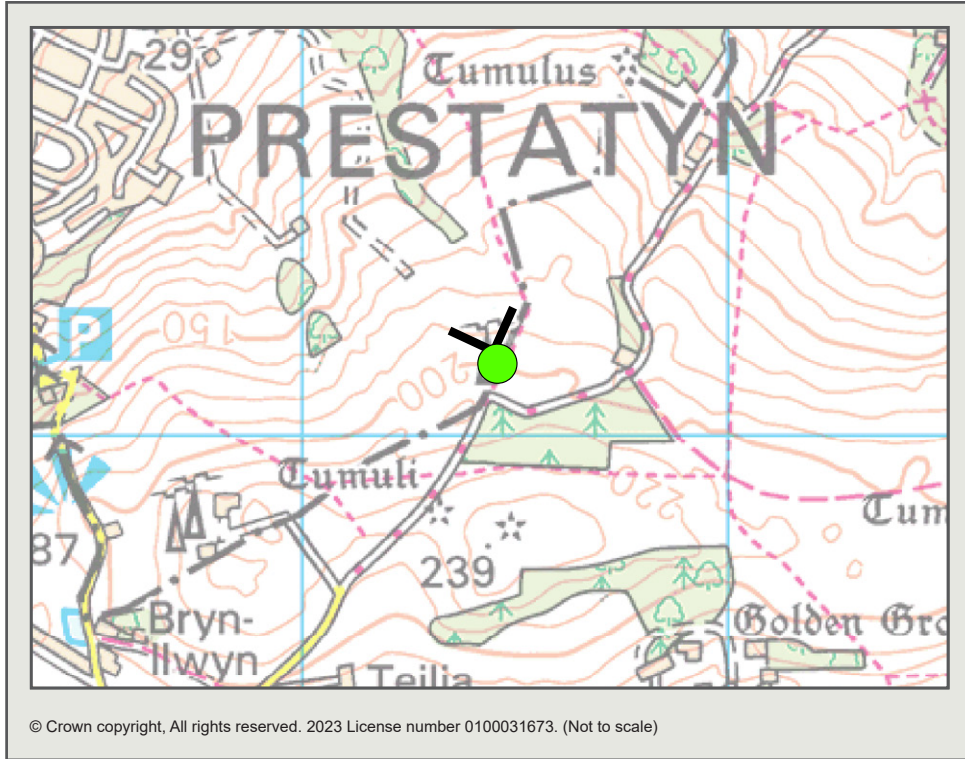 29
Tumulus
PRESTATYN
P
150
200
Tumuli
220
Tum
87
239
Bryn-
llwyn
Golden Gro
Teilia
© Crown copyright, All rights reserved. 2023 License number 0100031673. (Not to scale)